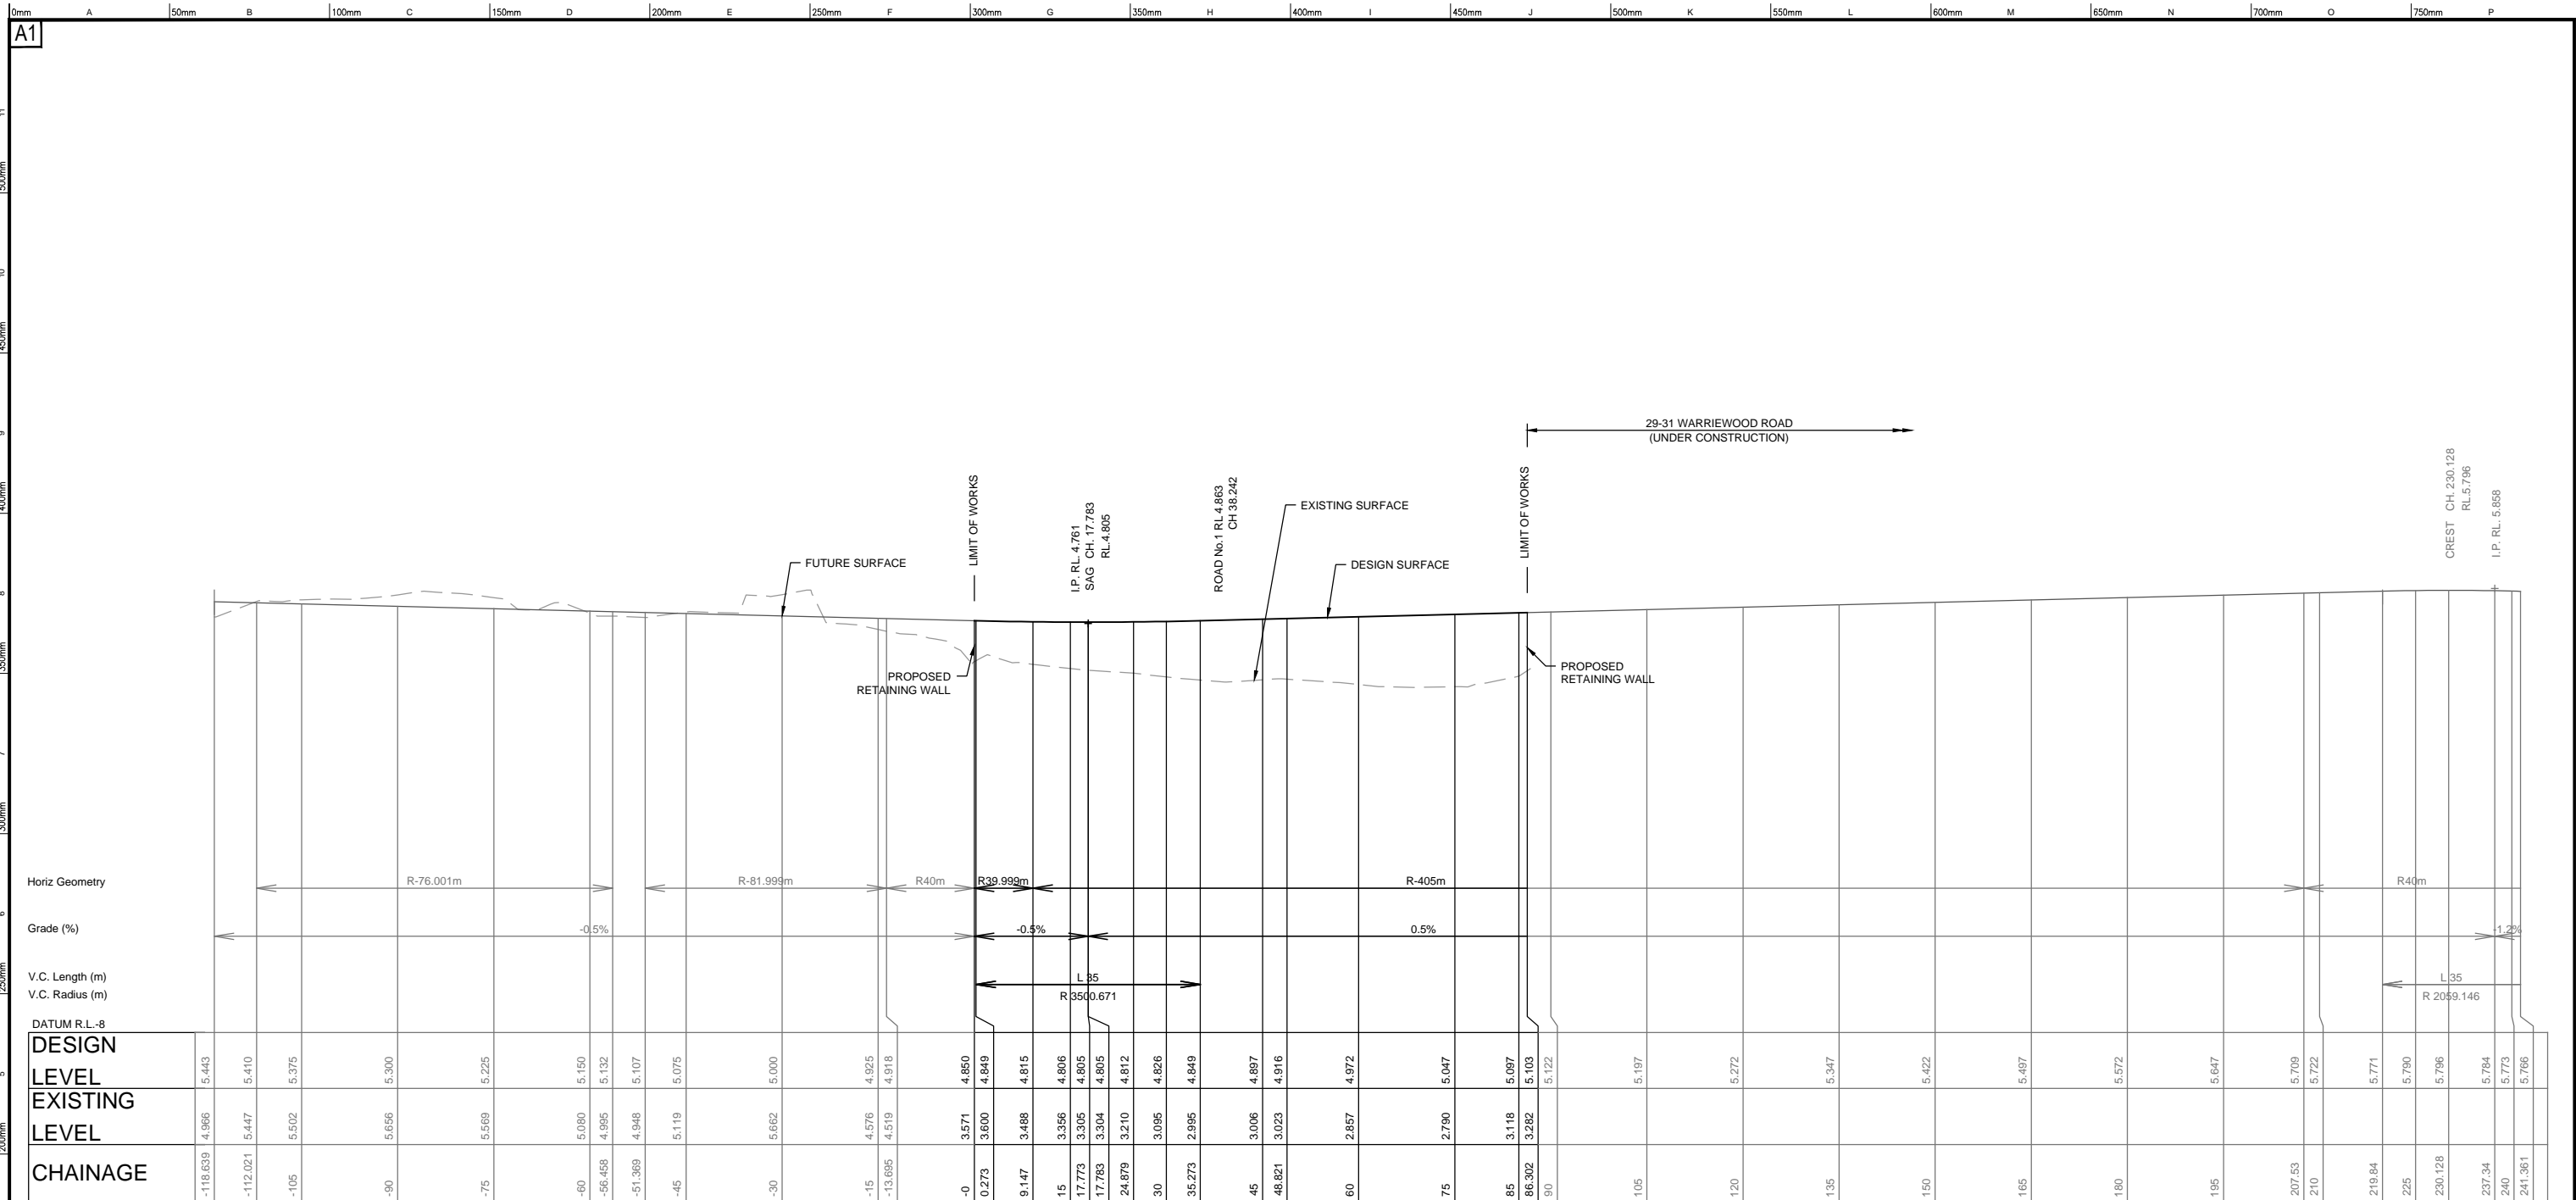 0mm A 50mm B 100mm C 150mm D 200mm E 250mm F 300mm G 350mm H 400mm I 450mm J 500mm K 550mm L 600mm M 650mm N 700mm O 750mm P
A1
11
500mm
10
450mm
9
400mm
8
350mm
7
300mm
6
250mm
5
200mm
29-31 WARRIEWOOD ROAD
(UNDER CONSTRUCTION)
LIMIT OF WORKS
I.P. RL. 4.761
SAG CH. 17.783
RL.4.805
ROAD No.1 RL 4.863
CH 38.242
LIMIT OF WORKS
CREST CH. 230.128
RL.5.796
I.P. RL. 5.858
EXISTING SURFACE
FUTURE SURFACE
DESIGN SURFACE
PROPOSED
RETAINING WALL
PROPOSED
RETAINING WALL
Horiz Geometry R-76.001m R-81.999m R40m R39.999m R-405m R40m
Grade (%) -0.5% -0.5% 0.5% -1.2%
V.C. Length (m) L 35 L 35
V.C. Radius (m) R 3500.671 R 2059.146
DATUM R.L.-8
DESIGN
LEVEL 5.443 5.410 5.375 5.300 5.225 5.150 5.132 5.107 5.075 5.000 4.925 4.918 4.850 4.849 4.815 4.806 4.805 4.805 4.812 4.826 4.849 4.897 4.916 4.972 5.047 5.097 5.103 5.122 5.197 5.272 5.347 5.422 5.497 5.572 5.647 5.709 5.722 5.771 5.790 5.796 5.784 5.773 5.766
EXISTING
LEVEL 4.966 5.447 5.502 5.656 5.569 5.080 4.995 4.948 5.119 5.662 4.576 4.519 3.571 3.600 3.488 3.356 3.305 3.304 3.210 3.095 2.995 3.006 3.023 2.857 2.790 3.118 3.282
CHAINAGE -118.639 -112.021 -105 -90 -75 -60 -56.458 -51.369 -45 -30 -15 -13.695 -0 0.273 9.147 15 17.773 17.783 24.879 30 35.273 45 48.821 60 75 85 86.302 90 105 120 135 150 165 180 195 207.53 210 219.84 225 230.128 237.34 240 241.361